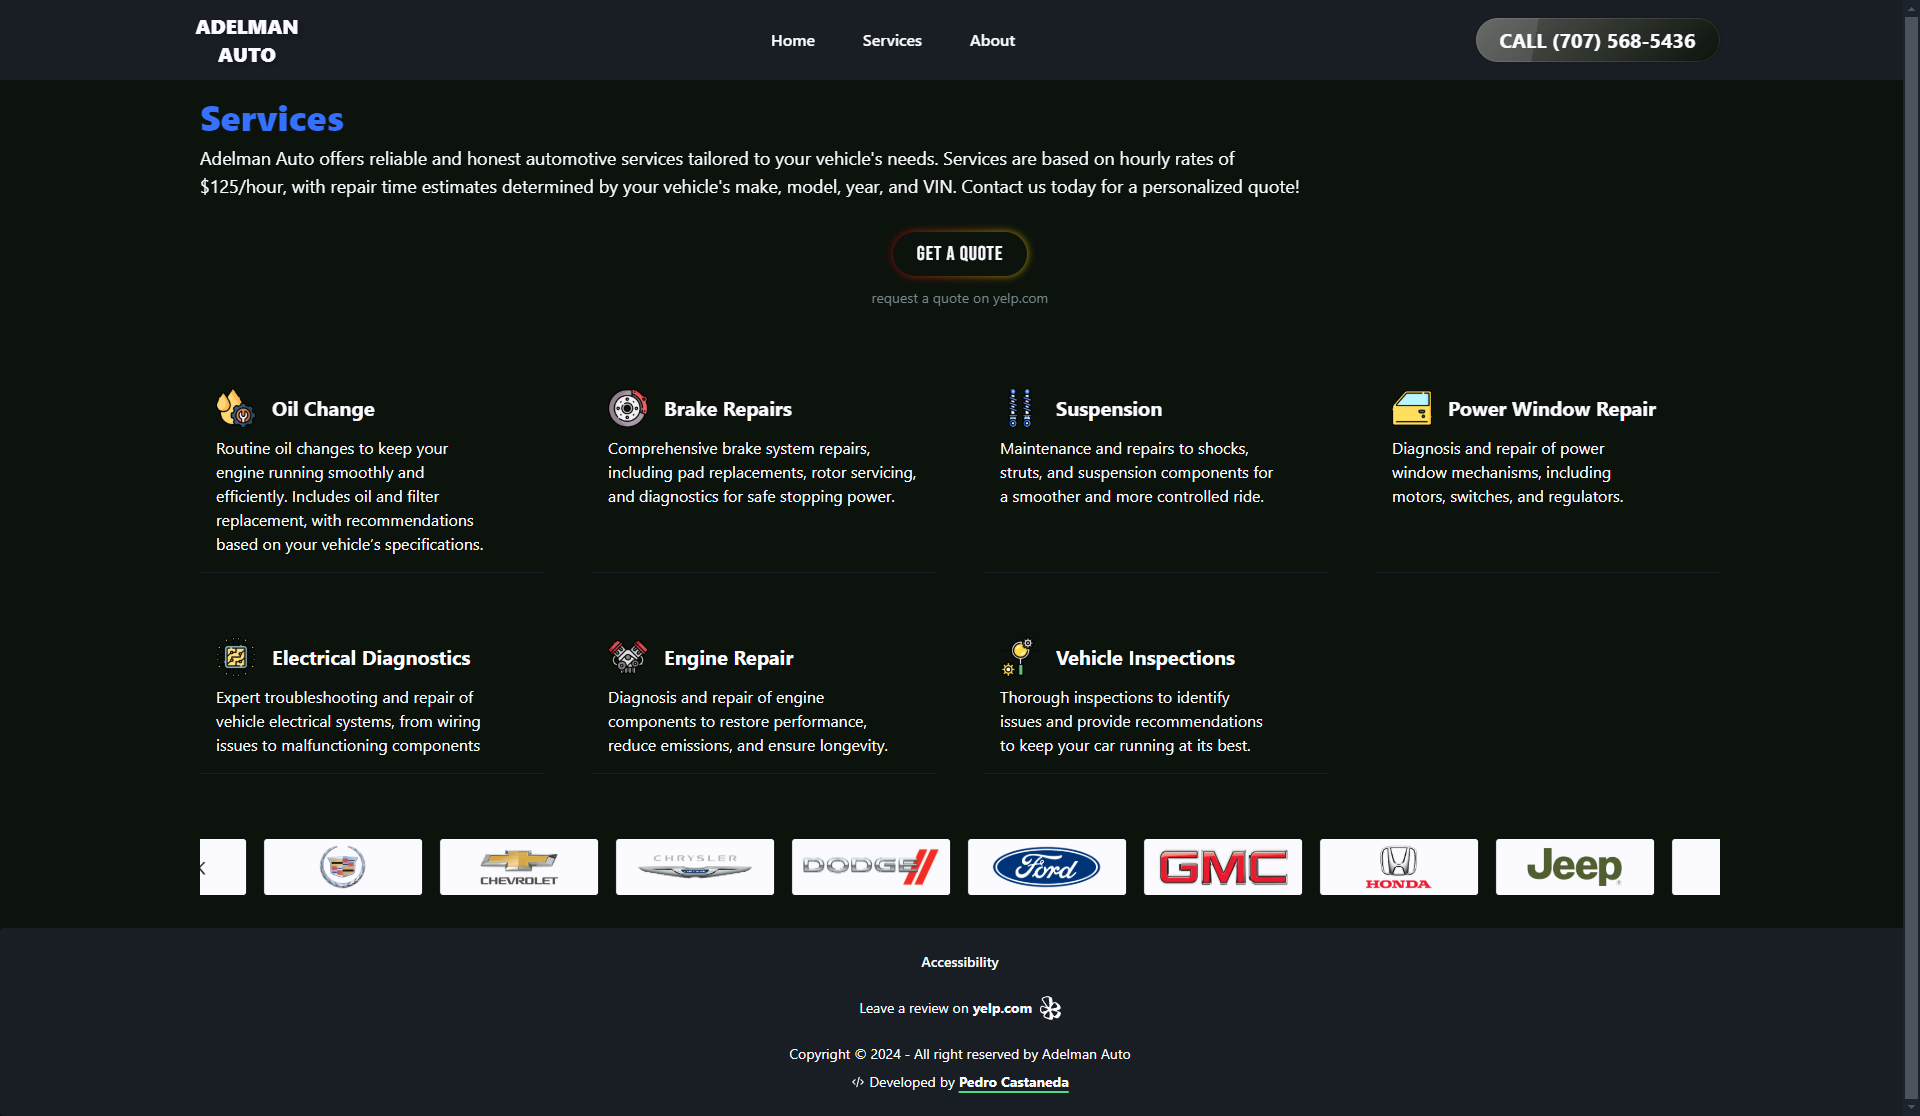 ADELMAN
AUTO
Home
Services
About
CALL (707) 568-5436
Services
Adelman Auto offers reliable and honest automotive services tailored to your vehicle's needs. Services are based on hourly rates of
$125/hour, with repair time estimates determined by your vehicle's make, model, year, and VIN. Contact us today for a personalized quote!
GET A QUOTE
request a quote on yelp.com
Oil Change
Routine oil changes to keep your
engine running smoothly and
efficiently. Includes oil and filter
replacement, with recommendations
based on your vehicle’s specifications.
Brake Repairs
Comprehensive brake system repairs,
including pad replacements, rotor servicing,
and diagnostics for safe stopping power.
Suspension
Maintenance and repairs to shocks,
struts, and suspension components for
a smoother and more controlled ride.
Power Window Repair
Diagnosis and repair of power
window mechanisms, including
motors, switches, and regulators.
Electrical Diagnostics
Expert troubleshooting and repair of
vehicle electrical systems, from wiring
issues to malfunctioning components
Engine Repair
Diagnosis and repair of engine
components to restore performance,
reduce emissions, and ensure longevity.
Vehicle Inspections
Thorough inspections to identify
issues and provide recommendations
to keep your car running at its best.
CHEVROLET
CHRYSLER
DODGE
Ford
GMC
HONDA
Jeep
Accessibility
Leave a review on yelp.com
Copyright © 2024 - All right reserved by Adelman Auto
</> Developed by Pedro Castaneda